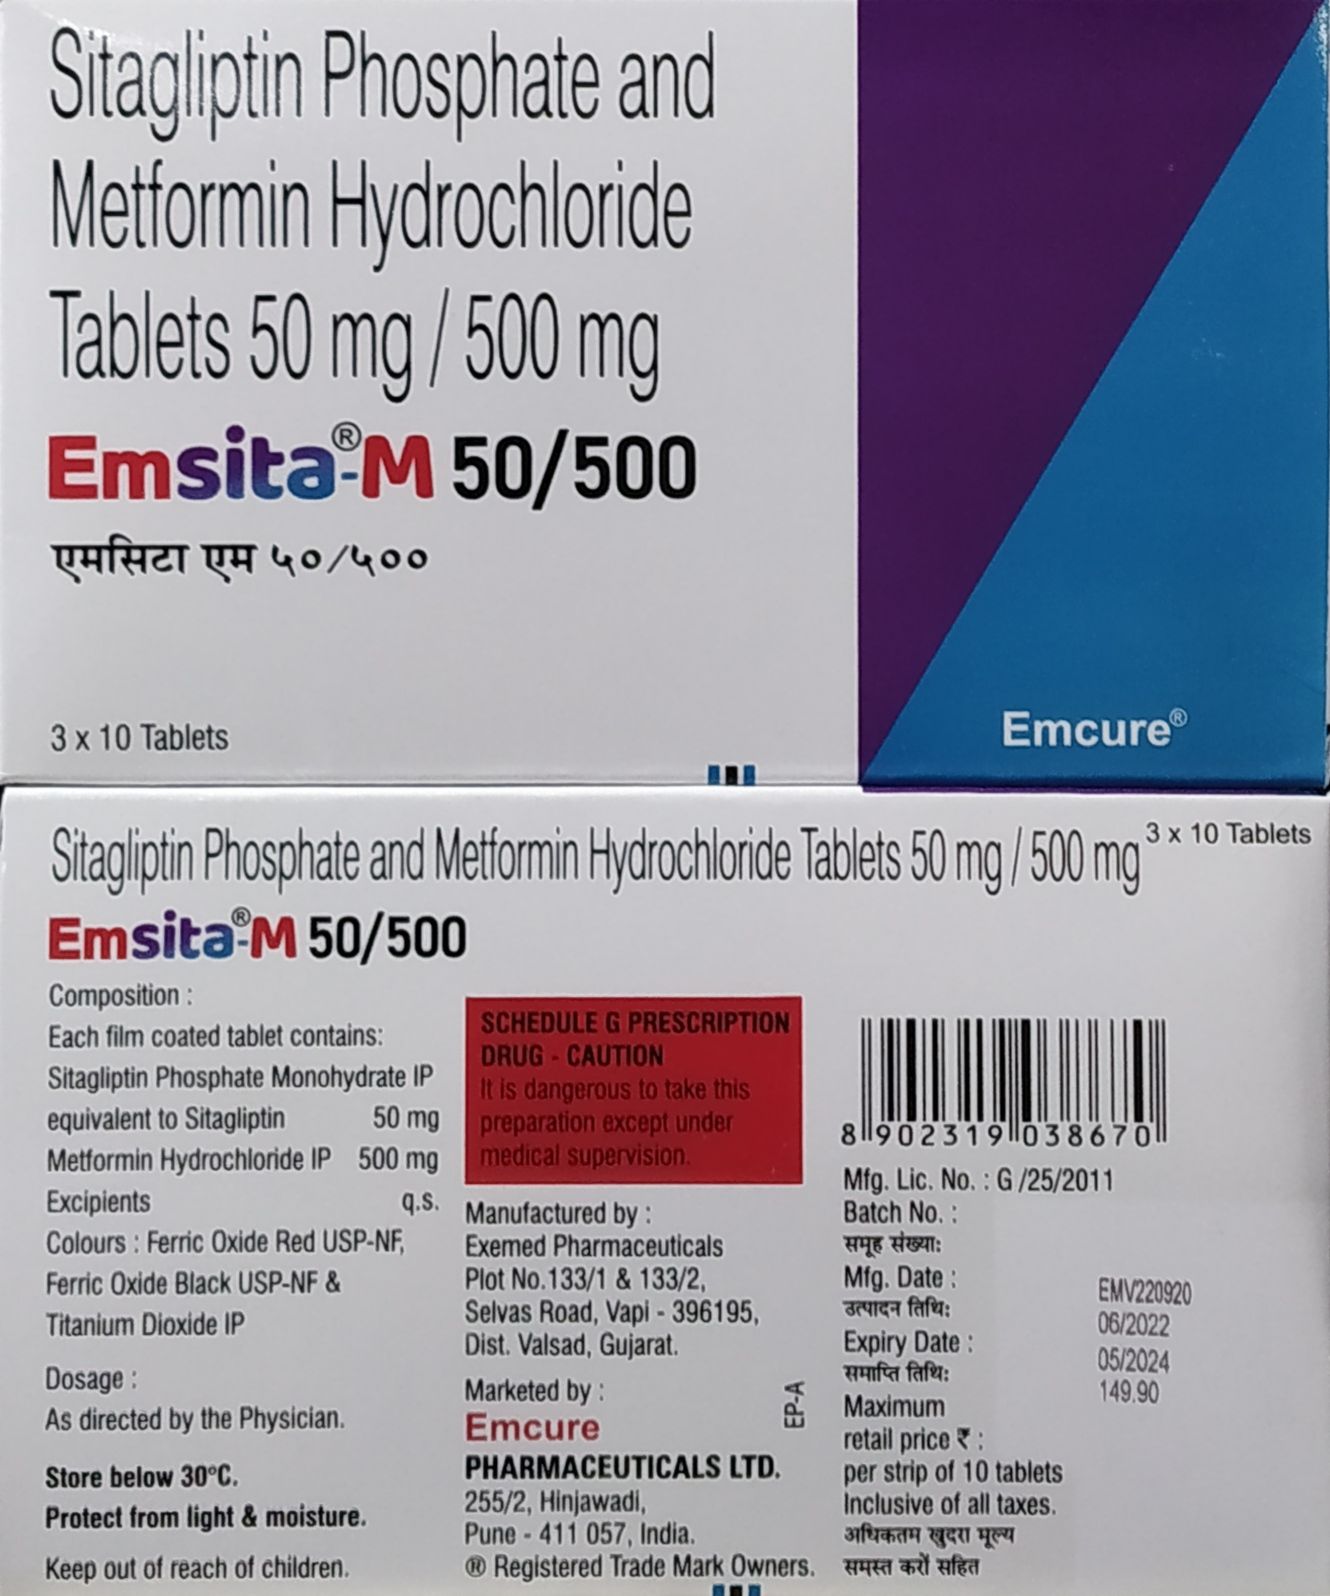 Sitagliptin Phosphate and
Metformin Hydrochloride
Tablets 50 mg / 500 mg
Emsita®-M 50/500
एमसिटा एम ५०/५००
3 x 10 Tablets
Emcure®
Sitagliptin Phosphate and Metformin Hydrochloride Tablets 50 mg / 500 mg 3 x 10 Tablets
Emsita®-M 50/500
Composition :
Each film coated tablet contains:
Sitagliptin Phosphate Monohydrate IP
equivalent to Sitagliptin 50 mg
Metformin Hydrochloride IP 500 mg
Excipients q.s.
Colours : Ferric Oxide Red USP-NF,
Ferric Oxide Black USP-NF &
Titanium Dioxide IP
Dosage :
As directed by the Physician.
Store below 30°C.
Protect from light & moisture.
Keep out of reach of children.
SCHEDULE G PRESCRIPTION
DRUG - CAUTION
It is dangerous to take this
preparation except under
medical supervision.
Manufactured by :
Exemed Pharmaceuticals
Plot No.133/1 & 133/2,
Selvas Road, Vapi - 396195,
Dist. Valsad, Gujarat.
Marketed by :
Emcure
PHARMACEUTICALS LTD.
255/2, Hinjawadi,
Pune - 411 057, India.
® Registered Trade Mark Owners.
EP-A
8 902319 038670
Mfg. Lic. No. : G /25/2011
Batch No. :
समूह संख्या:
Mfg. Date :
उत्पादन तिथि:
Expiry Date :
समाप्ति तिथि:
Maximum
retail price ₹ :
per strip of 10 tablets
Inclusive of all taxes.
अधिकतम खुदरा मूल्य
समस्त करों सहित
EMV220920
06/2022
05/2024
149.90